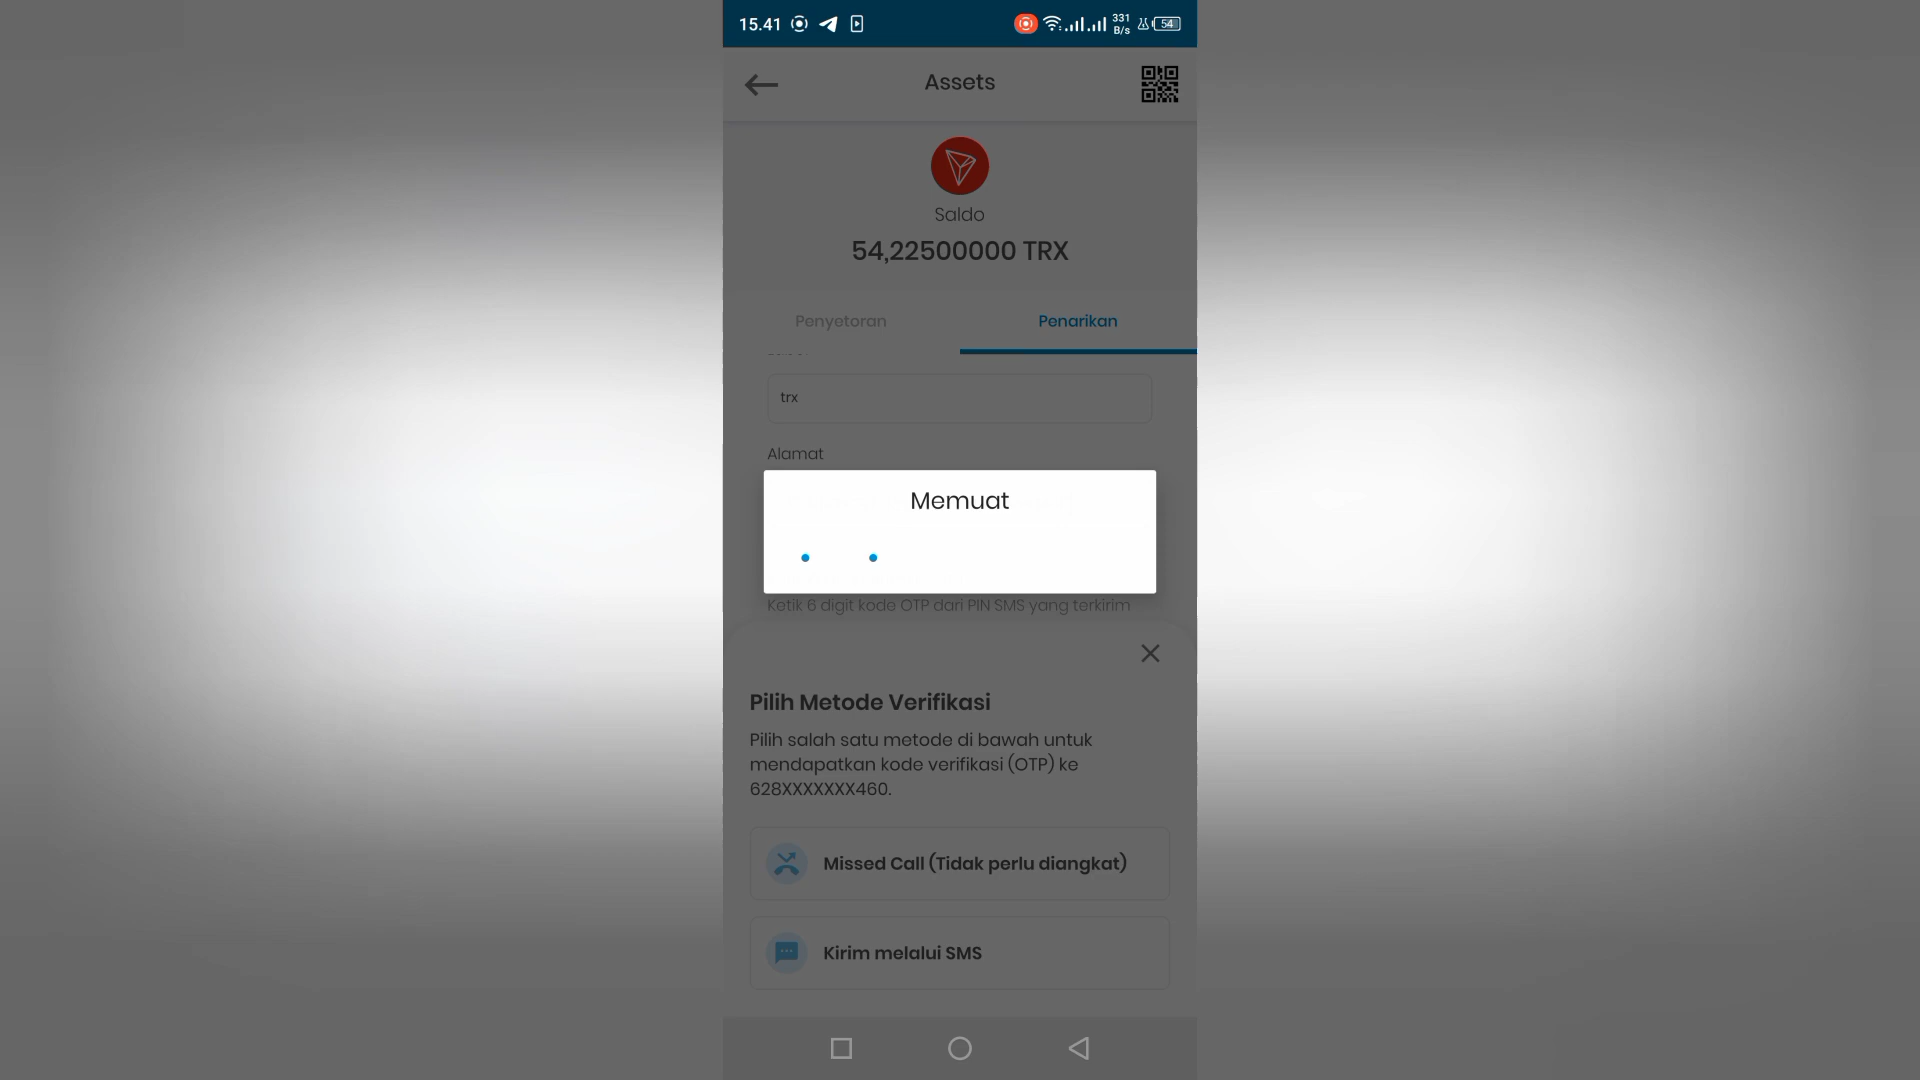 15.41
331
B/s
54
Assets
Saldo
54,22500000 TRX
Penyetoran
Penarikan
trx
Alamat
Memuat
Ketik 6 digit kode OTP dari PIN SMS yang terkirim
Pilih Metode Verifikasi
Pilih salah satu metode di bawah untuk
mendapatkan kode verifikasi (OTP) ke
628XXXXXXX460.
Missed Call (Tidak perlu diangkat)
Kirim melalui SMS